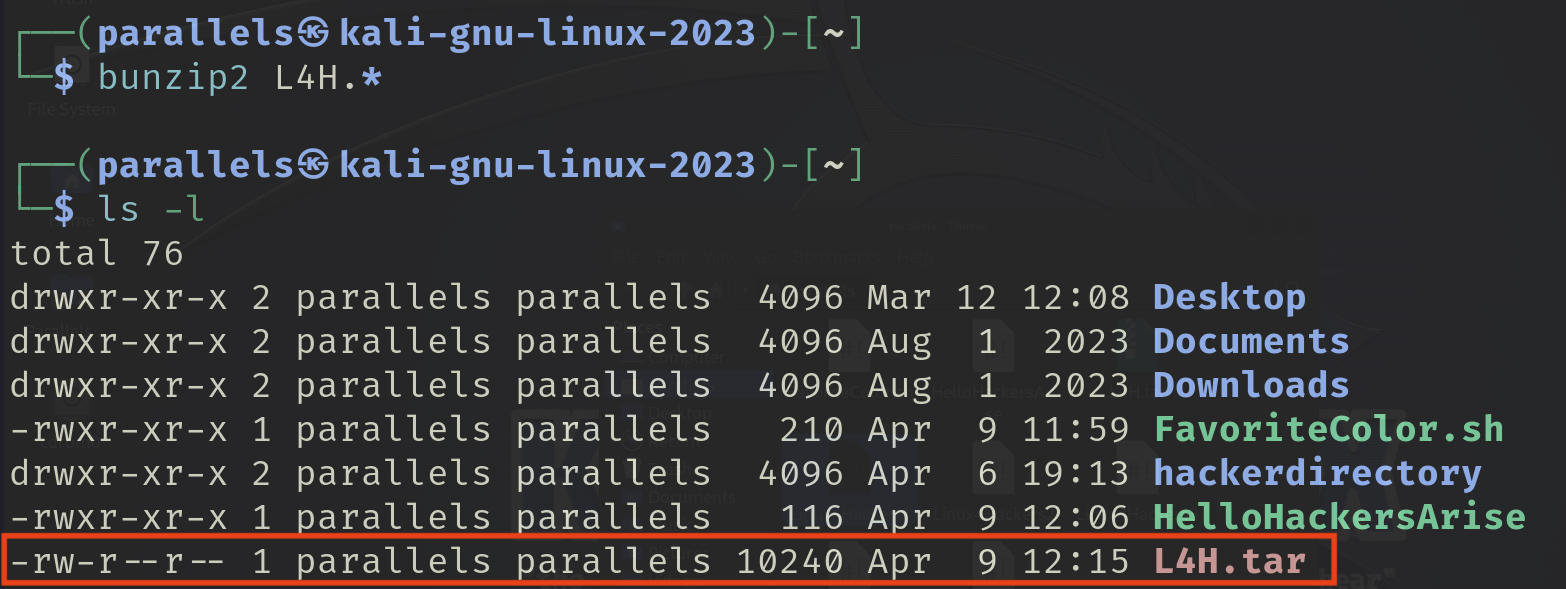 ┌──(parallels㉿kali-gnu-linux-2023)-[~]
└─$ bunzip2 L4H.*
File System
┌──(parallels㉿kali-gnu-linux-2023)-[~]
└─$ ls -l
total 76
drwxr-xr-x 2 parallels parallels  4096 Mar 12 12:08 Desktop
drwxr-xr-x 2 parallels parallels  4096 Aug  1  2023 Documents
drwxr-xr-x 2 parallels parallels  4096 Aug  1  2023 Downloads
-rwxr-xr-x 1 parallels parallels   210 Apr  9 11:59 FavoriteColor.sh
drwxr-xr-x 2 parallels parallels  4096 Apr  6 19:13 hackerdirectory
-rwxr-xr-x 1 parallels parallels   116 Apr  9 12:06 HelloHackersArise
-rw-r--r-- 1 parallels parallels 10240 Apr  9 12:15 L4H.tar